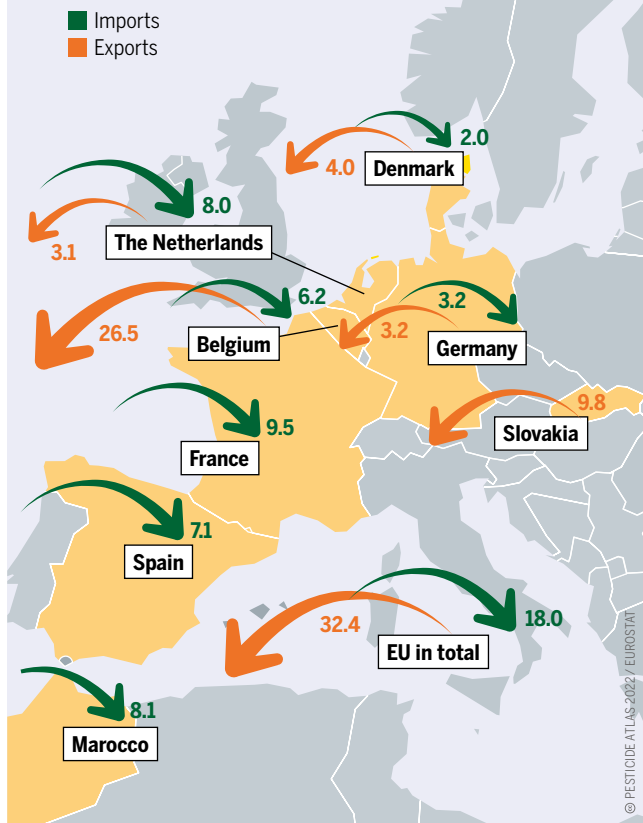 Imports
Exports
2.0
4.0
Denmark
8.0
3.1
The Netherlands
6.2
3.2
26.5
3.2
Belgium
Germany
9.8
Slovakia
9.5
France
7.1
Spain
32.4
18.0
EU in total
8.1
Marocco
© PESTICIDE ATLAS 2022 / EUROSTAT